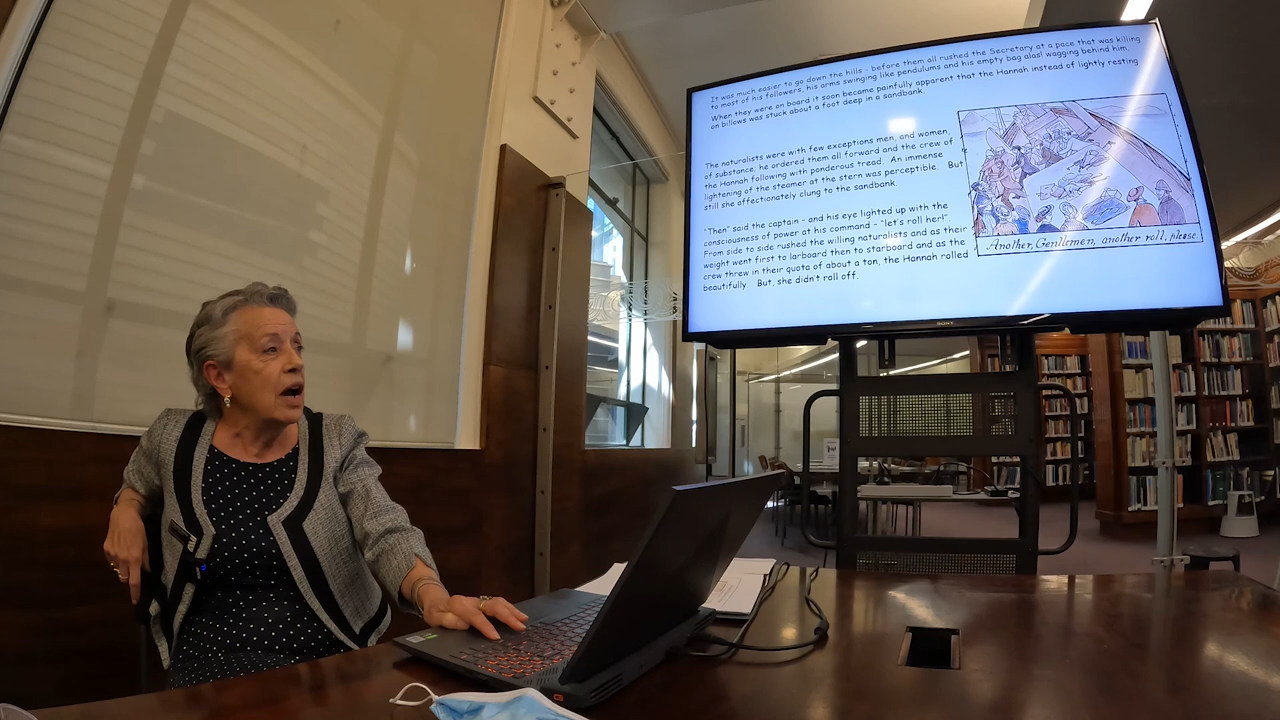 It was much easier to go down the hills - before them all rushed the Secretary at a pace that was killing
to most of his followers, his arms swinging like pendulums and his empty bag alas! wagging behind him.
When they were on board it soon became painfully apparent that the Hannah instead of lightly resting
on billows was stuck about a foot deep in a sandbank.
The naturalists were with few exceptions men, and women,
of substance, he ordered them all forward and the crew of
the Hannah following with ponderous tread. An immense
lightening of the steamer at the stern was perceptible. But
still she affectionately clung to the sandbank.
"Then" said the captain - and his eye lighted up with the
consciousness of power at his command - "let's roll her!"
From side to side rushed the willing naturalists and as their
weight went first to larboard then to starboard and as the
crew threw in their quota of about a ton, the Hannah rolled
beautifully. But, she didn't roll off.
Another, Gentlemen, another roll, please.
SONY